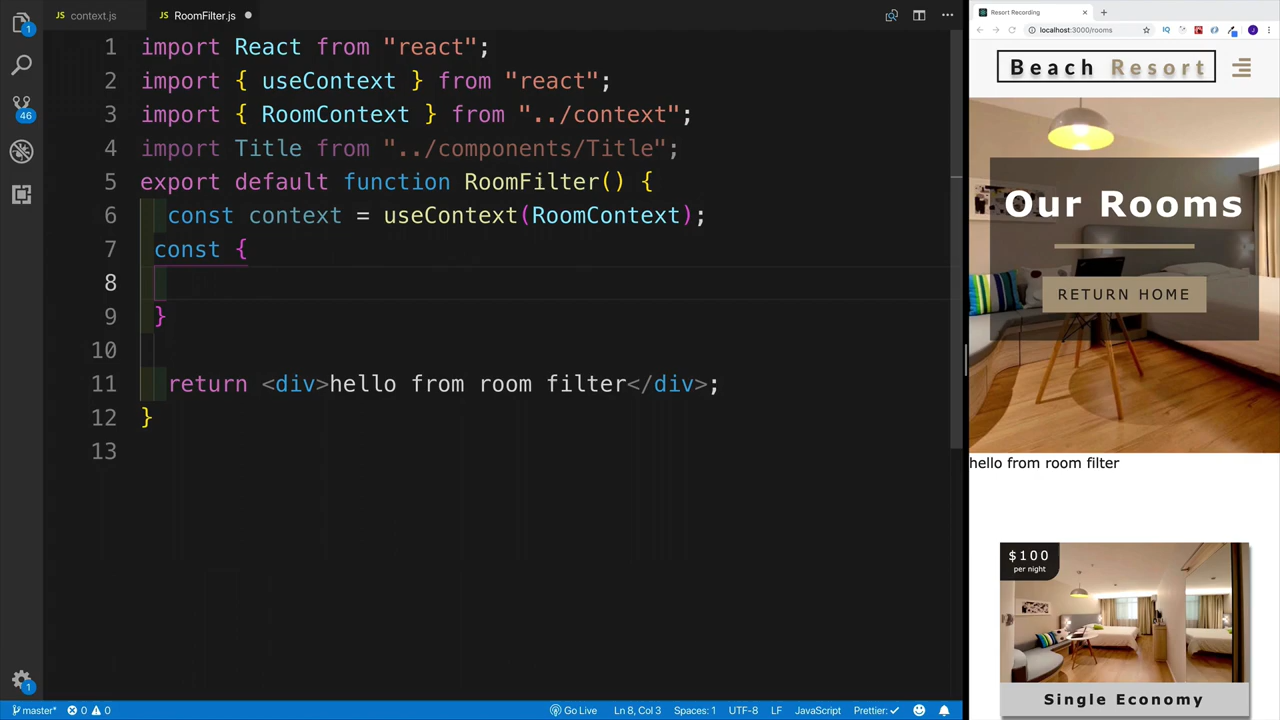 context.js
RoomFilter.js
1 import React from "react";
2 import { useContext } from "react";
3 import { RoomContext } from "../context";
4 import Title from "../components/Title";
5 export default function RoomFilter() {
6 const context = useContext(RoomContext);
7 const {
8
9 }
10
11 return <div>hello from room filter</div>;
12 }
13
1
46
1
master*
0
0
Go Live
Ln 8, Col 3
Spaces: 1
UTF-8
LF
JavaScript
Prettier: ✓
Resort Recording
localhost:3000/rooms
IQ
J
Beach Resort
Our Rooms
RETURN HOME
hello from room filter
$100
per night
Single Economy